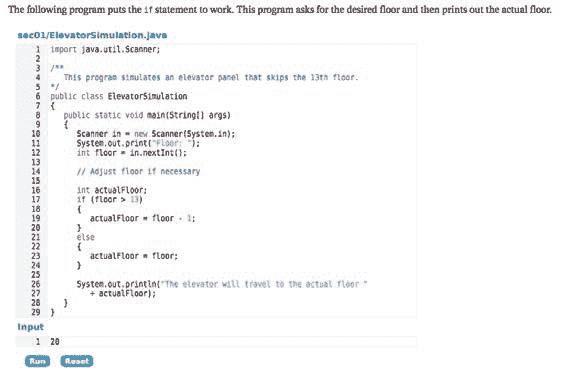 The following program puts the if statement to work. This program asks for the desired floor and then prints out the actual floor.
sec01/ElevatorSimulation.java
1 import java.util.Scanner;
2
3 /**
4 This program simulates an elevator panel that skips the 13th floor.
5 */
6 public class ElevatorSimulation
7 {
8 public static void main(String[] args)
9 {
10 Scanner in = new Scanner(System.in);
11 System.out.print("Floor: ");
12 int floor = in.nextInt();
13
14 // Adjust floor if necessary
15
16 int actualFloor;
17 if (floor > 13)
18 {
19 actualFloor = floor - 1;
20 }
21 else
22 {
23 actualFloor = floor;
24 }
25
26 System.out.println("The elevator will travel to the actual floor "
27 + actualFloor);
28 }
29 }
Input
1 20
Run Reset